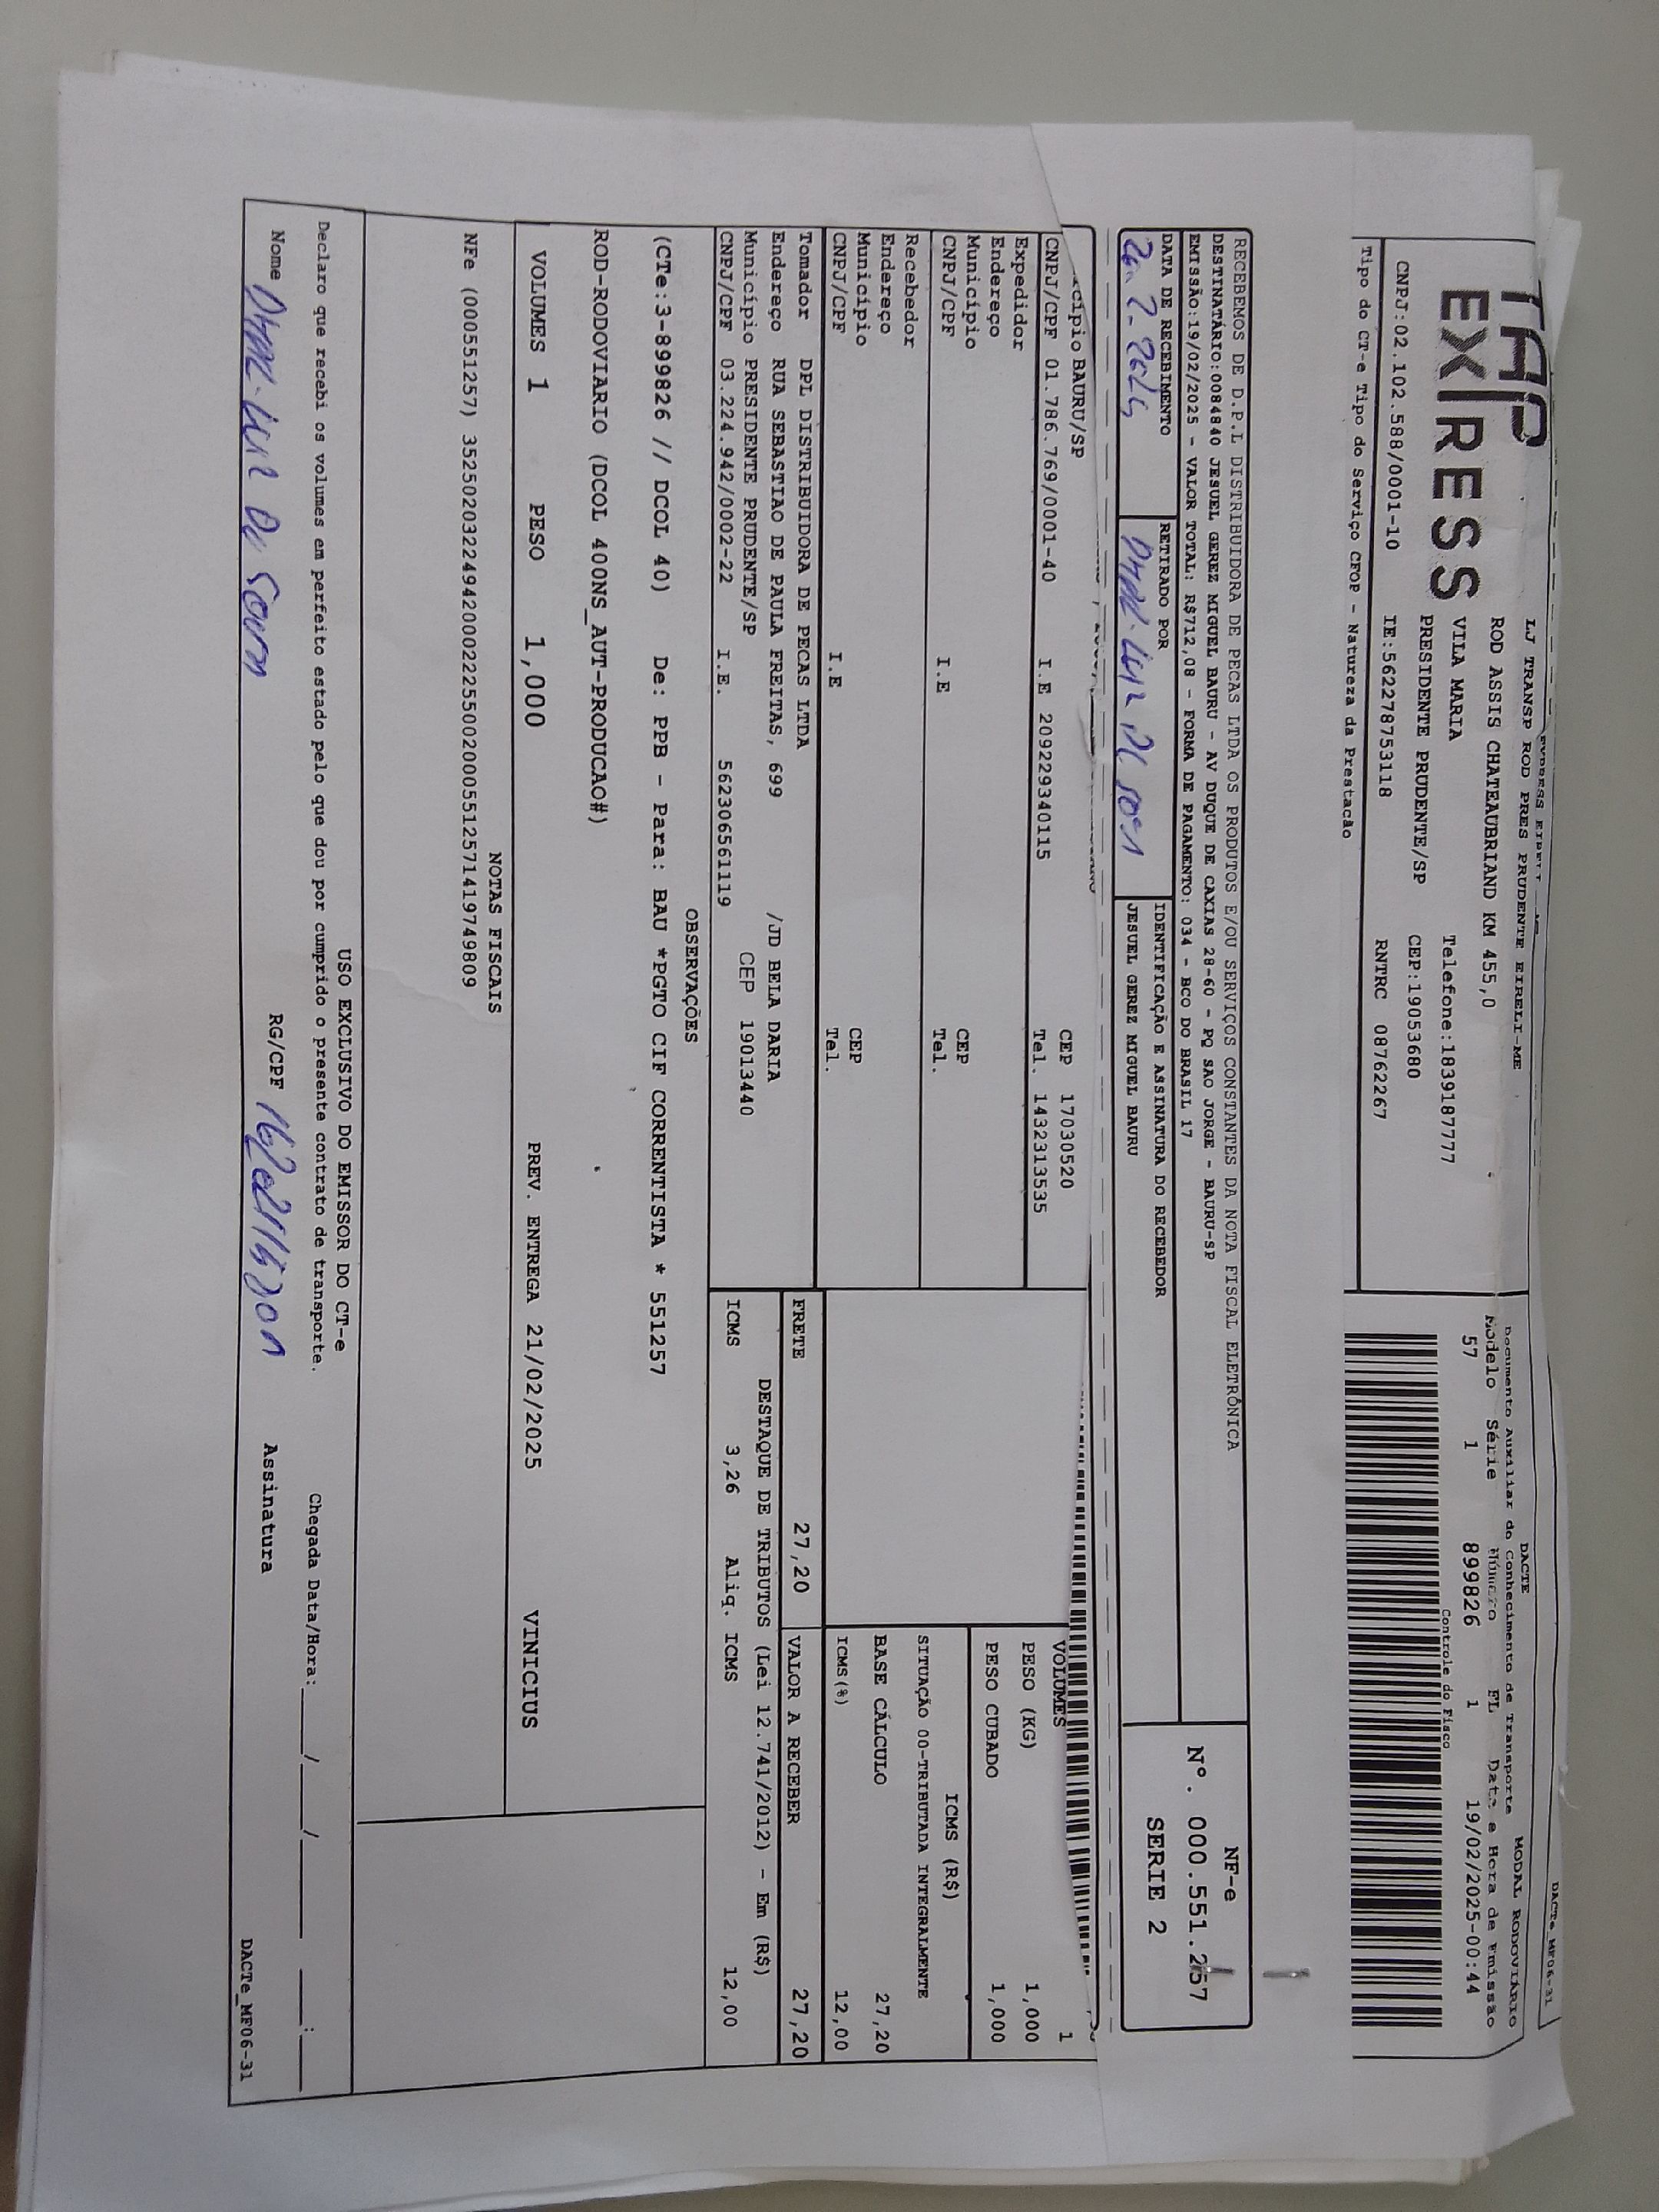 DACTe_MF06-31
LJ TRANSP ROD PRES PRUDENTE EIRELI-ME
TAP
EXPRESS
ROD ASSIS CHATEAUBRIAND KM 455,0
VILA MARIA Telefone:1839187777
PRESIDENTE PRUDENTE/SP CEP:19053680
CNPJ:02.102.588/0001-10 IE:562278753118 RNTRC 08762267
Tipo do CT-e Tipo do Serviço CFOP - Natureza da Prestação
DACTE MODAL RODOVIÁRIO
Documento Auxiliar do Conhecimento de Transporte
Modelo Série Número FL Data e Hora de Emissão
57 1 899826 1 19/02/2025-00:44
Controle do Fisco
RECEBEMOS DE D.P.L DISTRIBUIDORA DE PECAS LTDA OS PRODUTOS E/OU SERVIÇOS CONSTANTES DA NOTA FISCAL ELETRÔNICA
DESTINATÁRIO:0084840 JESUEL GEREZ MIGUEL BAURU - AV DUQUE DE CAXIAS 28-60 - PQ SAO JORGE - BAURU-SP
EMISSÃO:19/02/2025 - VALOR TOTAL: R$712,08 - FORMA DE PAGAMENTO: 034 - BCO DO BRASIL 17
DATA DE RECEBIMENTO RETIRADO POR IDENTIFICAÇÃO E ASSINATURA DO RECEBEDOR
JESUEL GEREZ MIGUEL BAURU
NF-e
Nº. 000.551.257
SERIE 2
cípio BAURU/SP CEP 17030520
CNPJ/CPF 01.786.769/0001-40 I.E 209229340115 Tel. 1432313535
Expedidor
Endereço
Município CEP
CNPJ/CPF I.E Tel.
Recebedor
Endereço
Município CEP
CNPJ/CPF I.E Tel.
VOLUMES 1
PESO (KG) 1,000
PESO CUBADO 1,000
ICMS (R$)
SITUAÇÃO 00-TRIBUTADA INTEGRALMENTE
BASE CÁLCULO 27,20
ICMS(%) 12,00
Tomador DPL DISTRIBUIDORA DE PECAS LTDA
Endereço RUA SEBASTIAO DE PAULA FREITAS, 699 /JD BELA DARIA
Município PRESIDENTE PRUDENTE/SP CEP 19013440
CNPJ/CPF 03.224.942/0002-22 I.E. 562306561119
FRETE 27,20 VALOR A RECEBER 27,20
DESTAQUE DE TRIBUTOS (Lei 12.741/2012) - Em (R$)
ICMS 3,26 Aliq. ICMS 12,00
OBSERVAÇÕES
(CTe:3-899826 // DCOL 40) De: PPB - Para: BAU *PGTO CIF CORRENTISTA * 551257
ROD-RODOVIARIO (DCOL 400NS_AUT-PRODUCAO#)
VOLUMES 1 PESO 1,000 PREV. ENTREGA 21/02/2025 VINICIUS
NOTAS FISCAIS
NFe (000551257) 35250203224942000222550020005512571419749809
USO EXCLUSIVO DO EMISSOR DO CT-e
Declaro que recebi os volumes em perfeito estado pelo que dou por cumprido o presente contrato de transporte. Chegada Data/Hora:____/____/____ ____:____
Nome RG/CPF Assinatura
DACTe_MF06-31